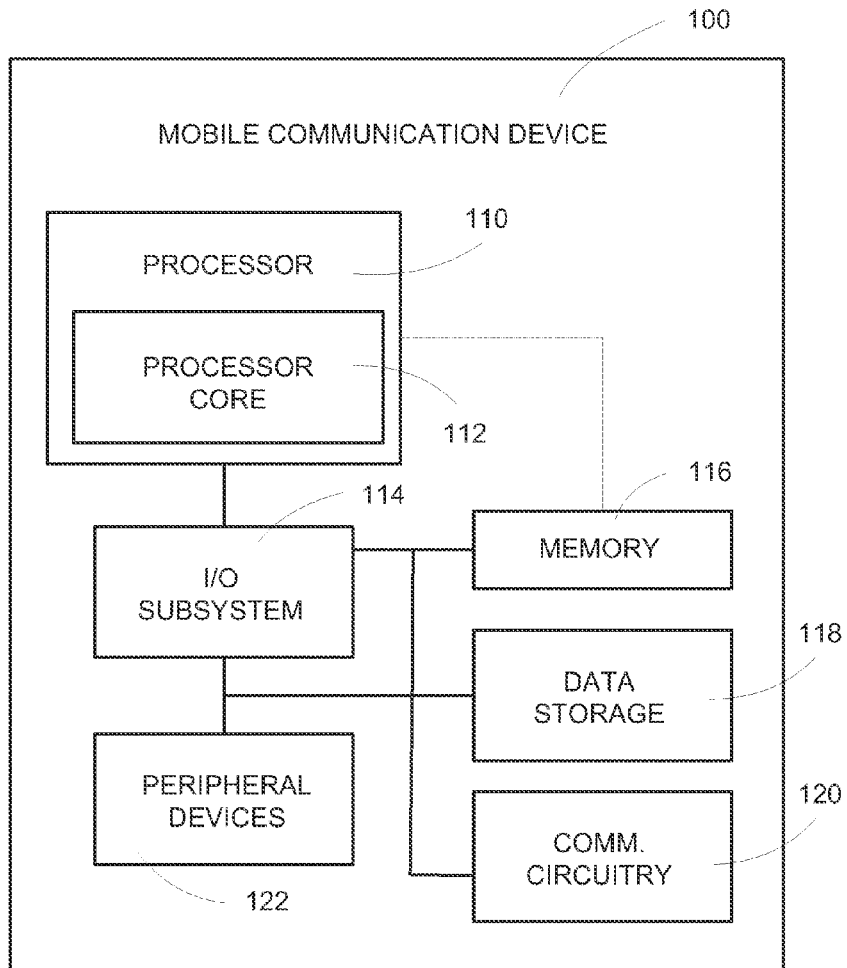 100
MOBILE COMMUNICATION DEVICE
110
PROCESSOR
PROCESSOR
CORE
112
114
116
I/O
SUBSYSTEM
MEMORY
118
DATA
STORAGE
PERIPHERAL
DEVICES
120
COMM.
CIRCUITRY
122